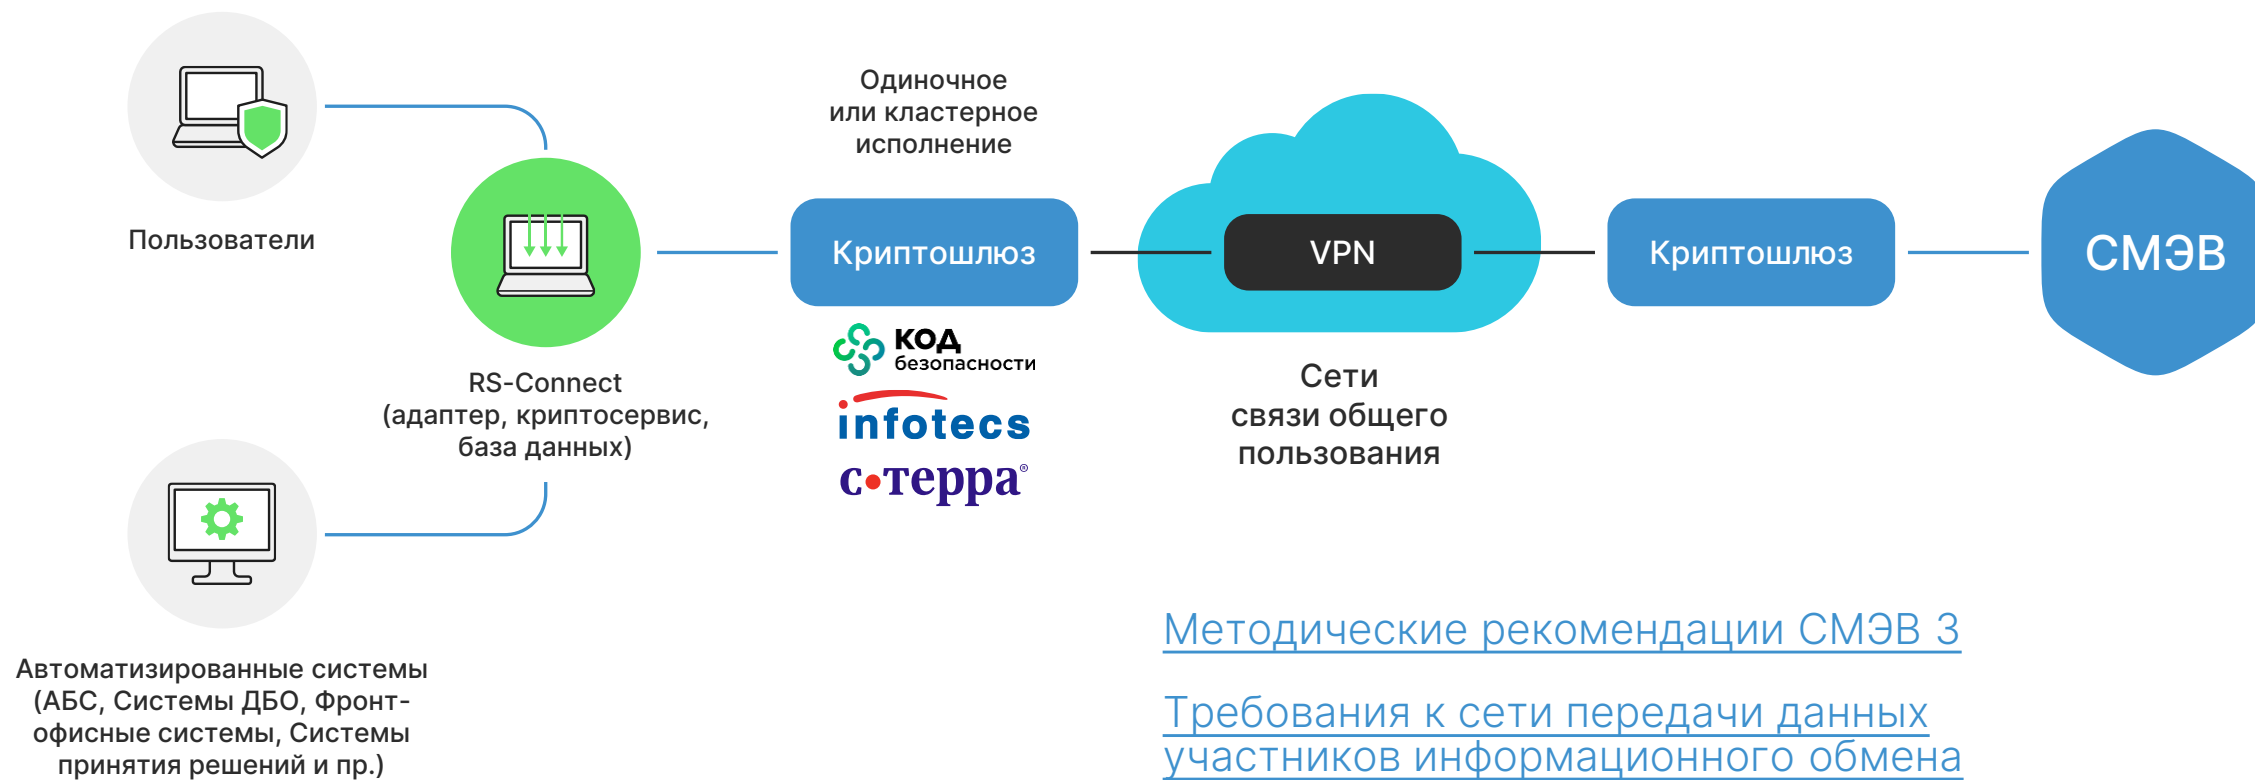 Пользователи
Автоматизированные системы
(АБС, Системы ДБО, Фронт-
офисные системы, Системы
принятия решений и пр.)
RS-Connect
(адаптер, криптосервис,
база данных)
Одиночное
или кластерное
исполнение
Криптошлюз
КОД
безопасности
infotecs
с•терра®
VPN
Сети
связи общего
пользования
Криптошлюз
СМЭВ
Методические рекомендации СМЭВ 3
Требования к сети передачи данных
участников информационного обмена